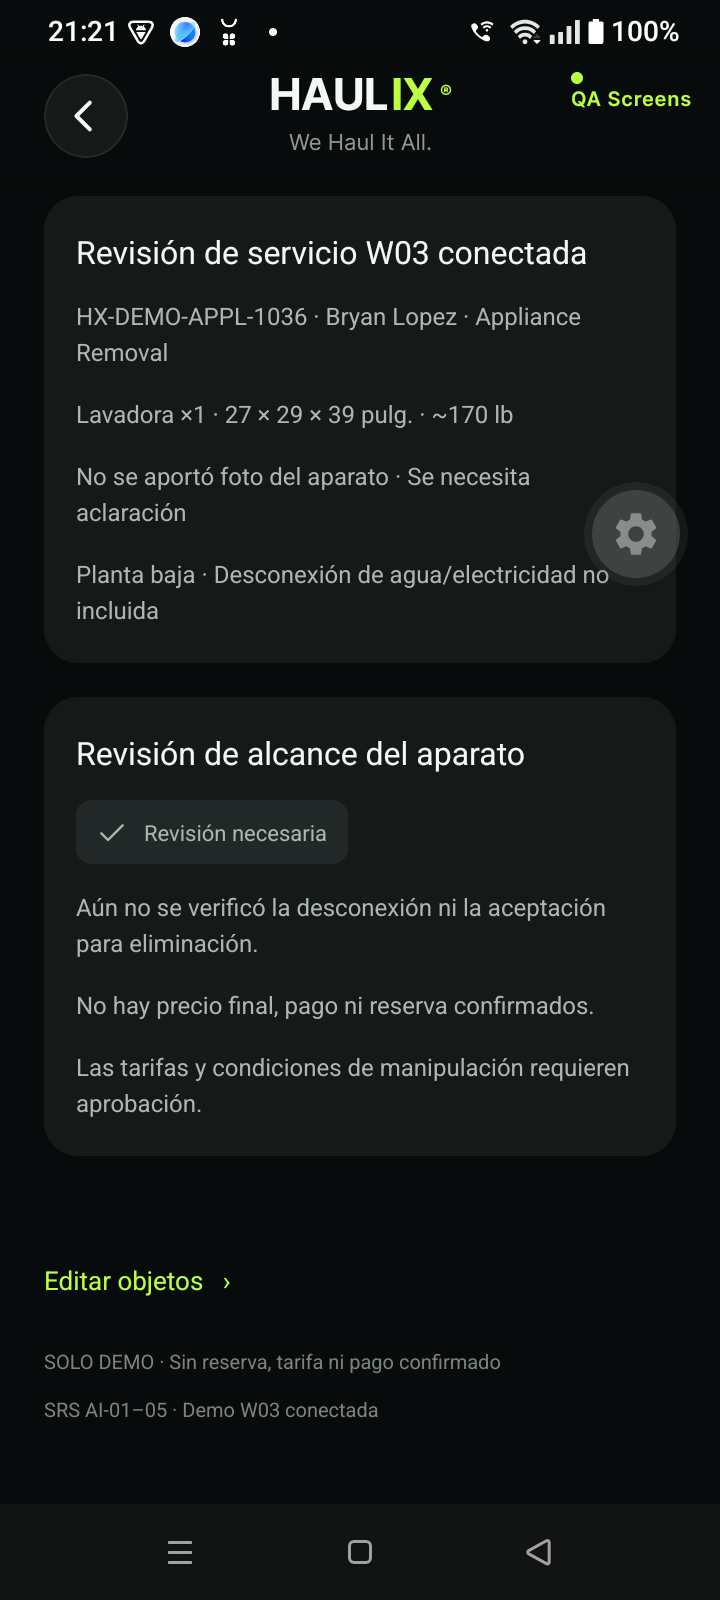 21:21
100%
HAULIX ®
We Haul It All.
QA Screens
Revisión de servicio W03 conectada
HX-DEMO-APPL-1036 · Bryan Lopez · Appliance
Removal
Lavadora ×1 · 27 × 29 × 39 pulg. · ~170 lb
No se aportó foto del aparato · Se necesita
aclaración
Planta baja · Desconexión de agua/electricidad no
incluida
Revisión de alcance del aparato
Revisión necesaria
Aún no se verificó la desconexión ni la aceptación
para eliminación.
No hay precio final, pago ni reserva confirmados.
Las tarifas y condiciones de manipulación requieren
aprobación.
Editar objetos ›
SOLO DEMO · Sin reserva, tarifa ni pago confirmado
SRS AI-01–05 · Demo W03 conectada